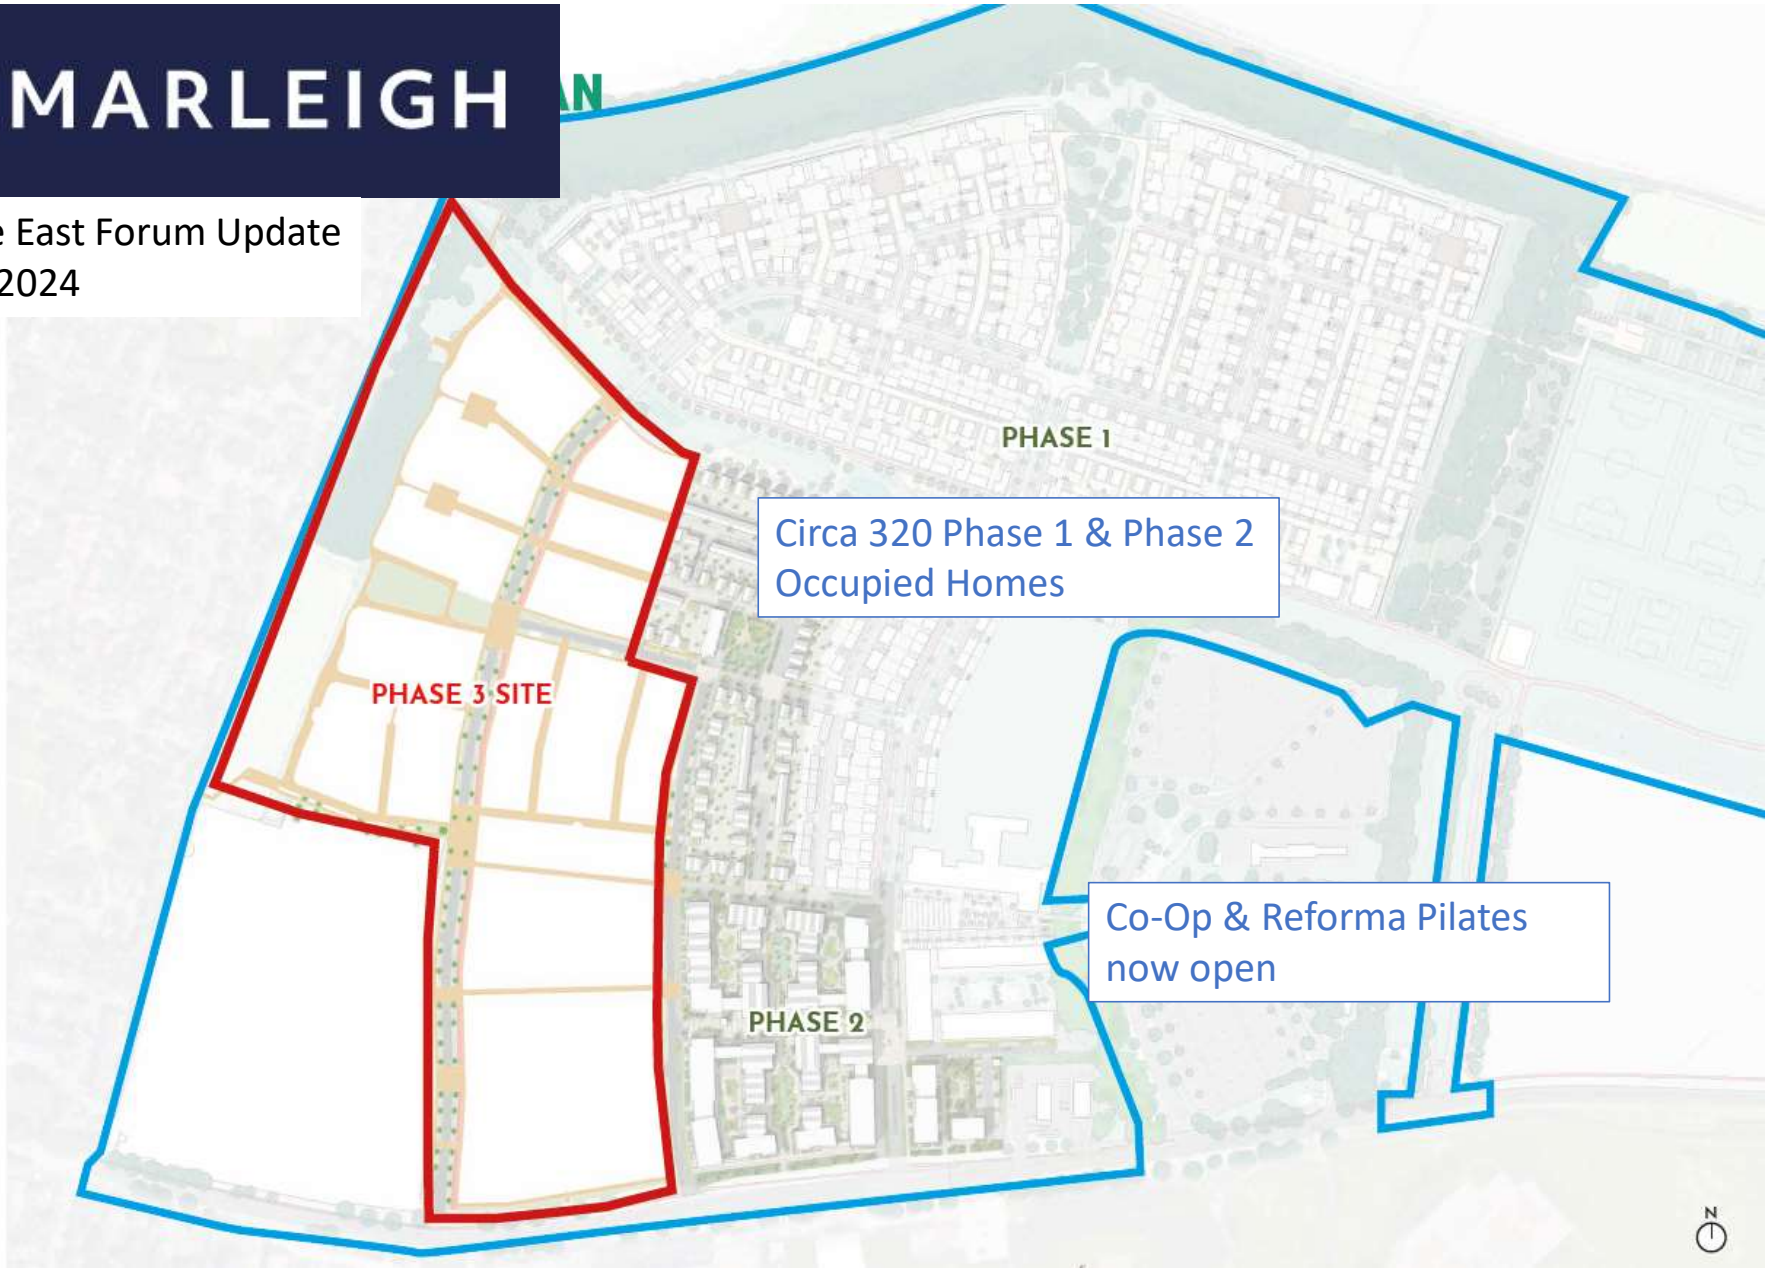 MARLEIGH
AN
East Forum Update
2024
PHASE 1
Circa 320 Phase 1 & Phase 2
Occupied Homes
PHASE 3 SITE
Co-Op & Reforma Pilates
now open
PHASE 2
N